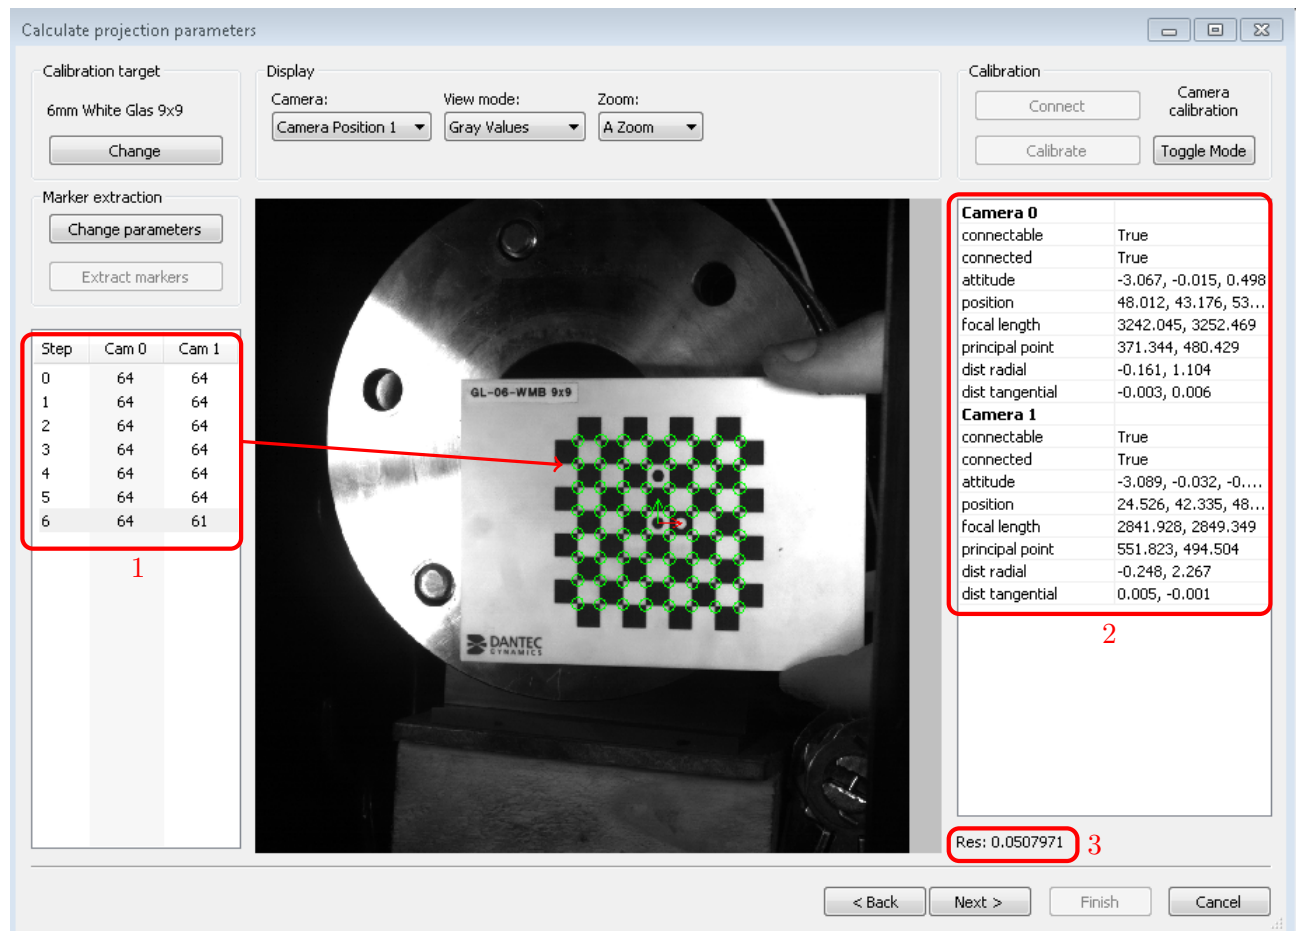 Calculate projection parameters
Calibration target
6mm White Glas 9x9
Change
Display
Camera:
View mode:
Zoom:
Camera Position 1
Gray Values
A Zoom
Calibration
Connect
Camera
calibration
Calibrate
Toggle Mode
Marker extraction
Change parameters
Extract markers
Step Cam 0 Cam 1
0 64 64
1 64 64
2 64 64
3 64 64
4 64 64
5 64 64
6 64 61
1
GL-06-WMB 9x9
DANTEC
DYNAMICS
Camera 0
connectable True
connected True
attitude -3.067, -0.015, 0.498
position 48.012, 43.176, 53...
focal length 3242.045, 3252.469
principal point 371.344, 480.429
dist radial -0.161, 1.104
dist tangential -0.003, 0.006
Camera 1
connectable True
connected True
attitude -3.089, -0.032, -0....
position 24.526, 42.335, 48...
focal length 2841.928, 2849.349
principal point 551.823, 494.504
dist radial -0.248, 2.267
dist tangential 0.005, -0.001
2
Res: 0.0507971
3
< Back
Next >
Finish
Cancel